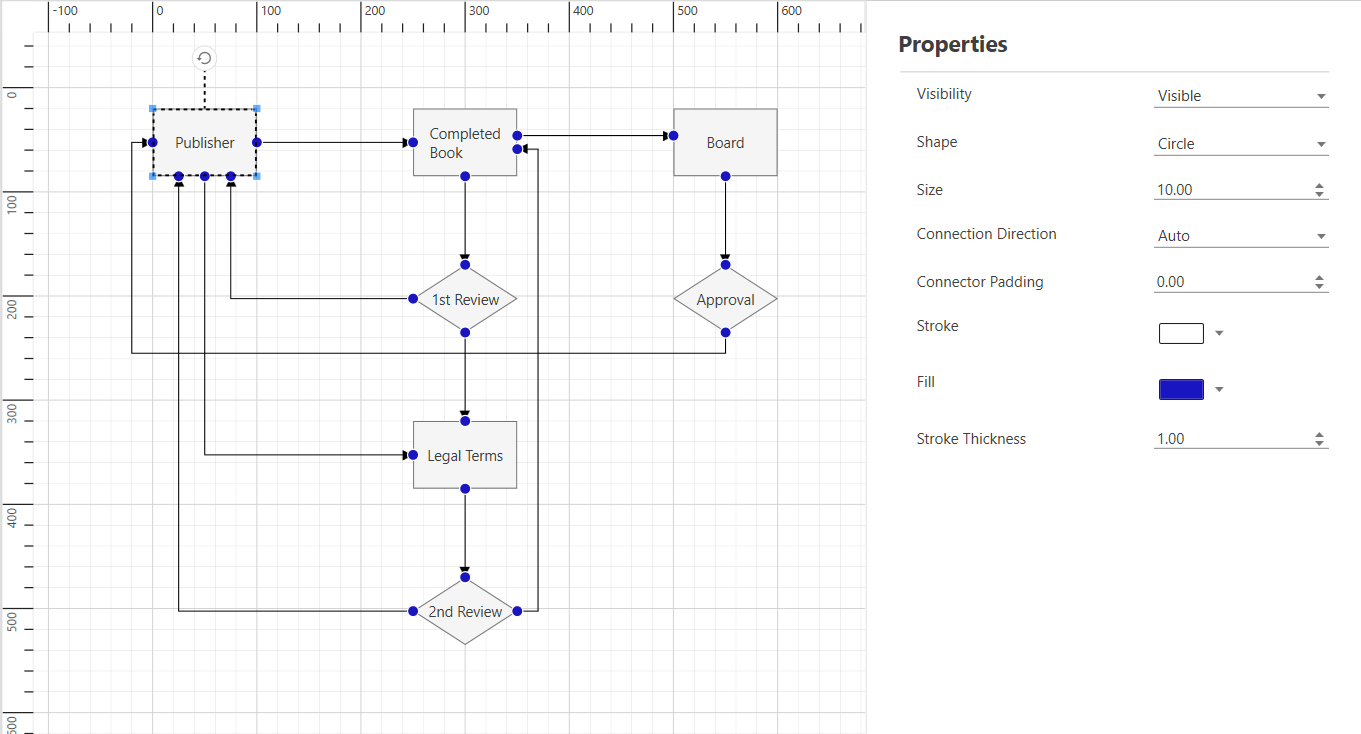 -100 0 100 200 300 400 500 600
0
100
200
300
400
500
600
Publisher
Completed
Book
Board
1st Review
Approval
Legal Terms
2nd Review
Properties
Visibility Visible
Shape Circle
Size 10.00
Connection Direction Auto
Connector Padding 0.00
Stroke
Fill
Stroke Thickness 1.00